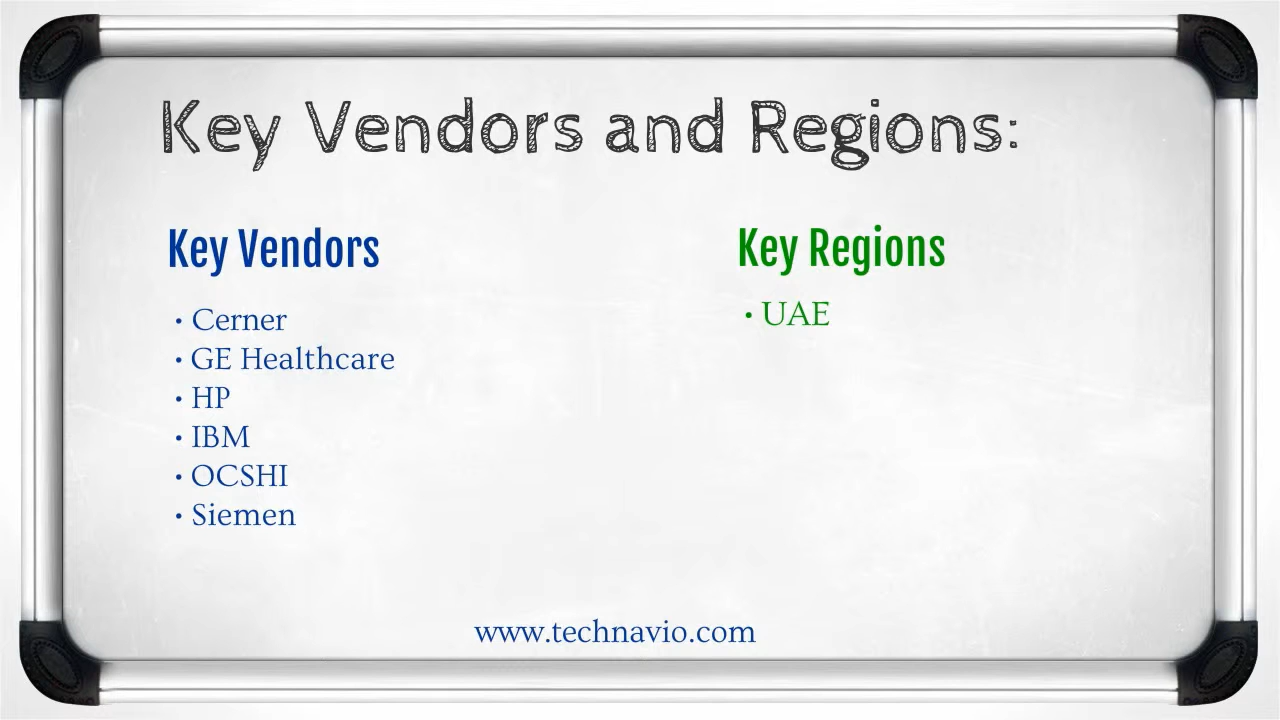 Key Vendors and Regions:
Key Vendors
• Cerner
• GE Healthcare
• HP
• IBM
• OCSHI
• Siemen
Key Regions
• UAE
www.technavio.com